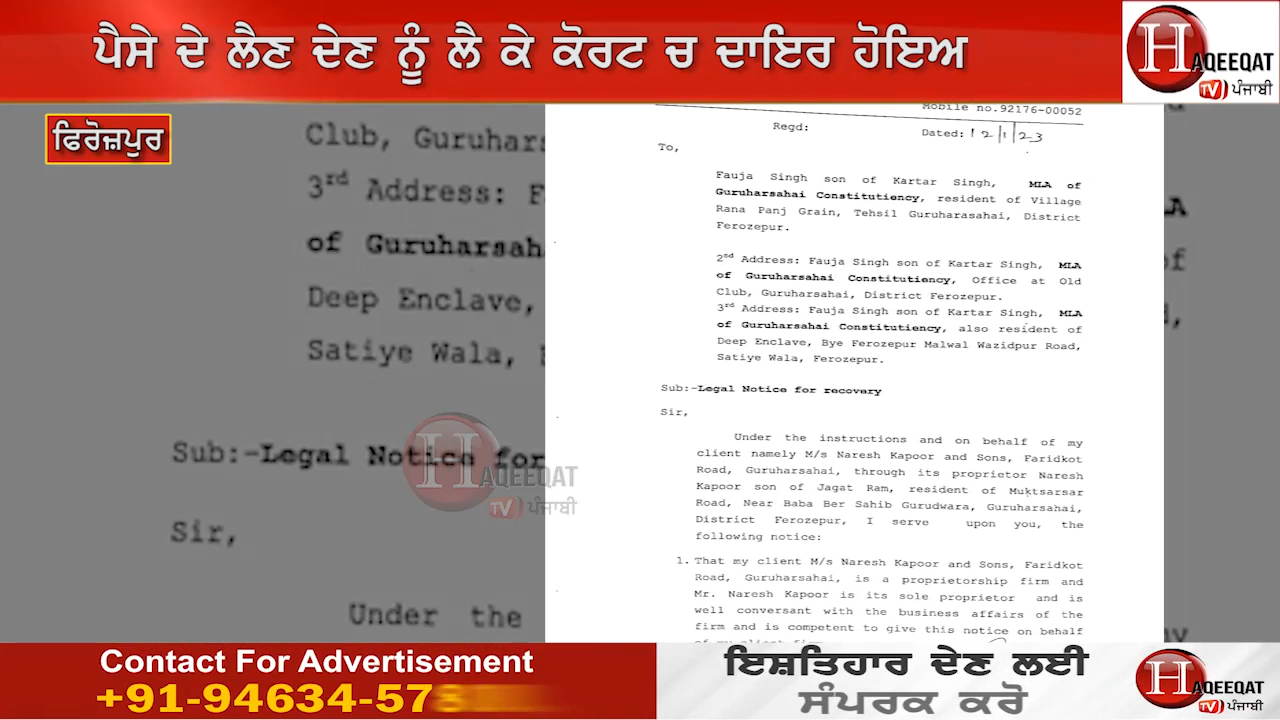 ਪੈਸੇ ਦੇ ਲੈਣ ਦੇਣ ਨੂੰ ਲੈ ਕੇ ਕੋਰਟ ਚ ਦਾਇਰ ਹੋਇਅ
HAQEEQAT
TV ਪੰਜਾਬੀ
ਫਿਰੋਜ਼ਪੁਰ
Club, Guruhars
3rd Address: F
of Guruharsah
Deep Enclave,
Satiye Wala,
Sub:-Legal Notice for
Sir,
Under the
Mobile no.92176-00052
Regd:
Dated: 12/1/23
To,
Fauja Singh son of Kartar Singh, MLA of
Guruharsahai Constitutiency, resident of Village
Rana Panj Grain, Tehsil Guruharasahai, District
Ferozepur.
2nd Address: Fauja Singh son of Kartar Singh, MLA
of Guruharsahai Constitutiency, Office at Old
Club, Guruharsahai, District Ferozepur.
3rd Address: Fauja Singh son of Kartar Singh, MLA
of Guruharsahai Constitutiency, also resident of
Deep Enclave, Bye Ferozepur Malwal Wazidpur Road,
Satiye Wala, Ferozepur.
Sub:-Legal Notice for recovery
Sir,
Under the instructions and on behalf of my
client namely M/s Naresh Kapoor and Sons, Faridkot
Road, Guruharsahai, through its proprietor Naresh
Kapoor son of Jagat Ram, resident of Muktsarsar
Road, Near Baba Ber Sahib Gurudwara, Guruharsahai,
District Ferozepur, I serve upon you, the
following notice:
1. That my client M/s Naresh Kapoor and Sons, Faridkot
Road, Guruharsahai, is a proprietorship firm and
Mr. Naresh Kapoor is its sole proprietor and is
well conversant with the business affairs of the
firm and is competent to give this notice on behalf
HAQEEQAT
TV ਪੰਜਾਬੀ
Contact For Advertisement
+91-94634-57
ਇਸ਼ਤਿਹਾਰ ਦੇਣ ਲਈ
ਸੰਪਰਕ ਕਰੋ
HAQEEQAT
TV ਪੰਜਾਬੀ